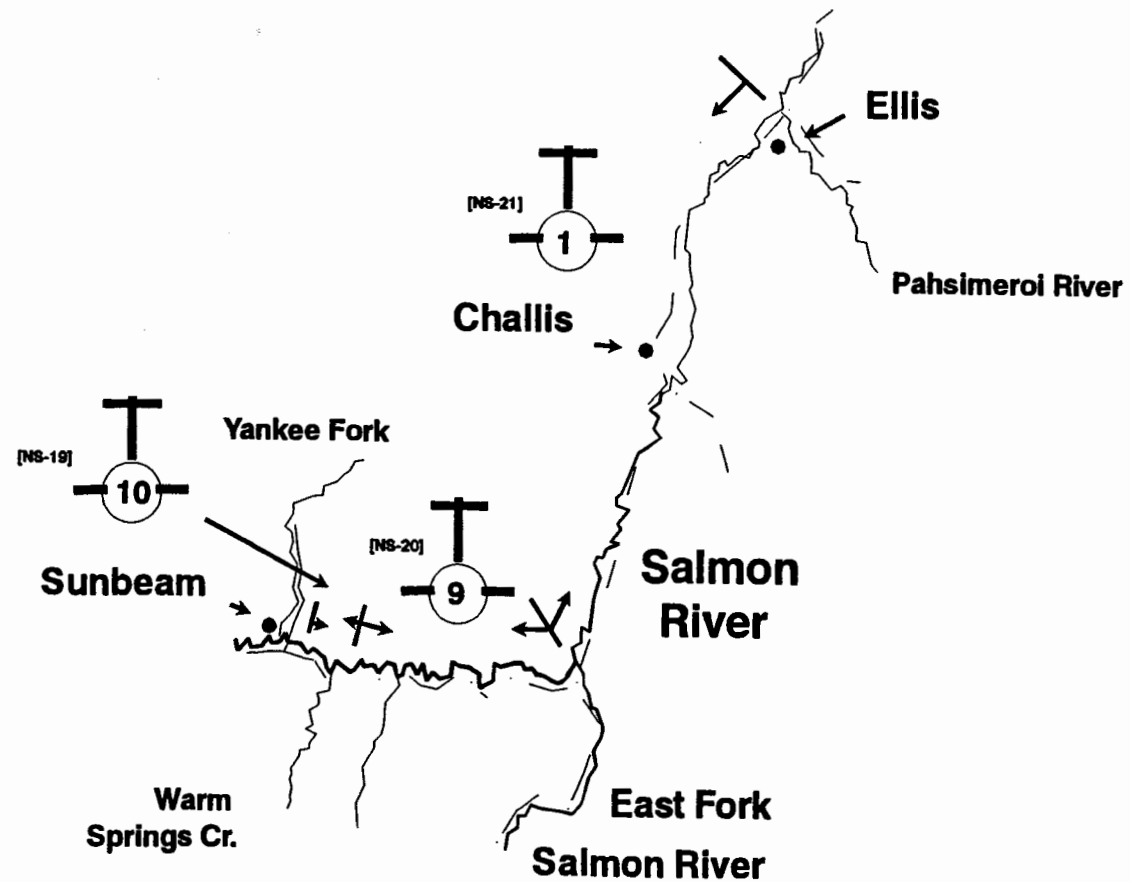 Ellis
[NS-21]
1
Pahsimeroi River
Challis
Yankee Fork
[NS-19]
10
[NS-20]
9
Sunbeam
Salmon
River
Warm
Springs Cr.
East Fork
Salmon River